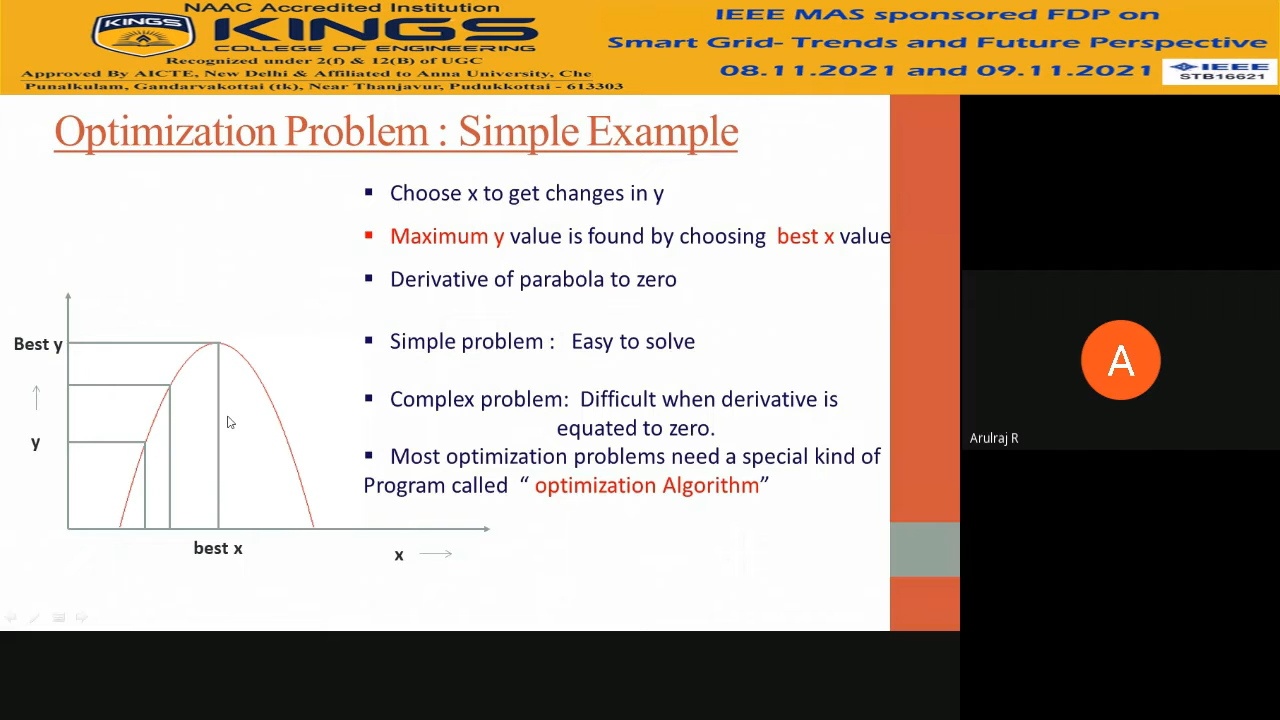 NAAC Accredited Institution
KINGS
KINGS
COLLEGE OF ENGINEERING
Recognized under 2(f) & 12(B) of UGC
Approved By AICTE, New Delhi & Affiliated to Anna University, Che
Punalkulam, Gandarvakottai (tk), Near Thanjavur, Pudukkottai - 613303
IEEE MAS sponsored FDP on
Smart Grid- Trends and Future Perspective
08.11.2021 and 09.11.2021
IEEE
STB16621
Optimization Problem : Simple Example
▪ Choose x to get changes in y
▪ Maximum y value is found by choosing best x value
▪ Derivative of parabola to zero
▪ Simple problem : Easy to solve
▪ Complex problem: Difficult when derivative is
equated to zero.
▪ Most optimization problems need a special kind of
Program called “ optimization Algorithm”
Best y
y
best x
x
A
Arulraj R